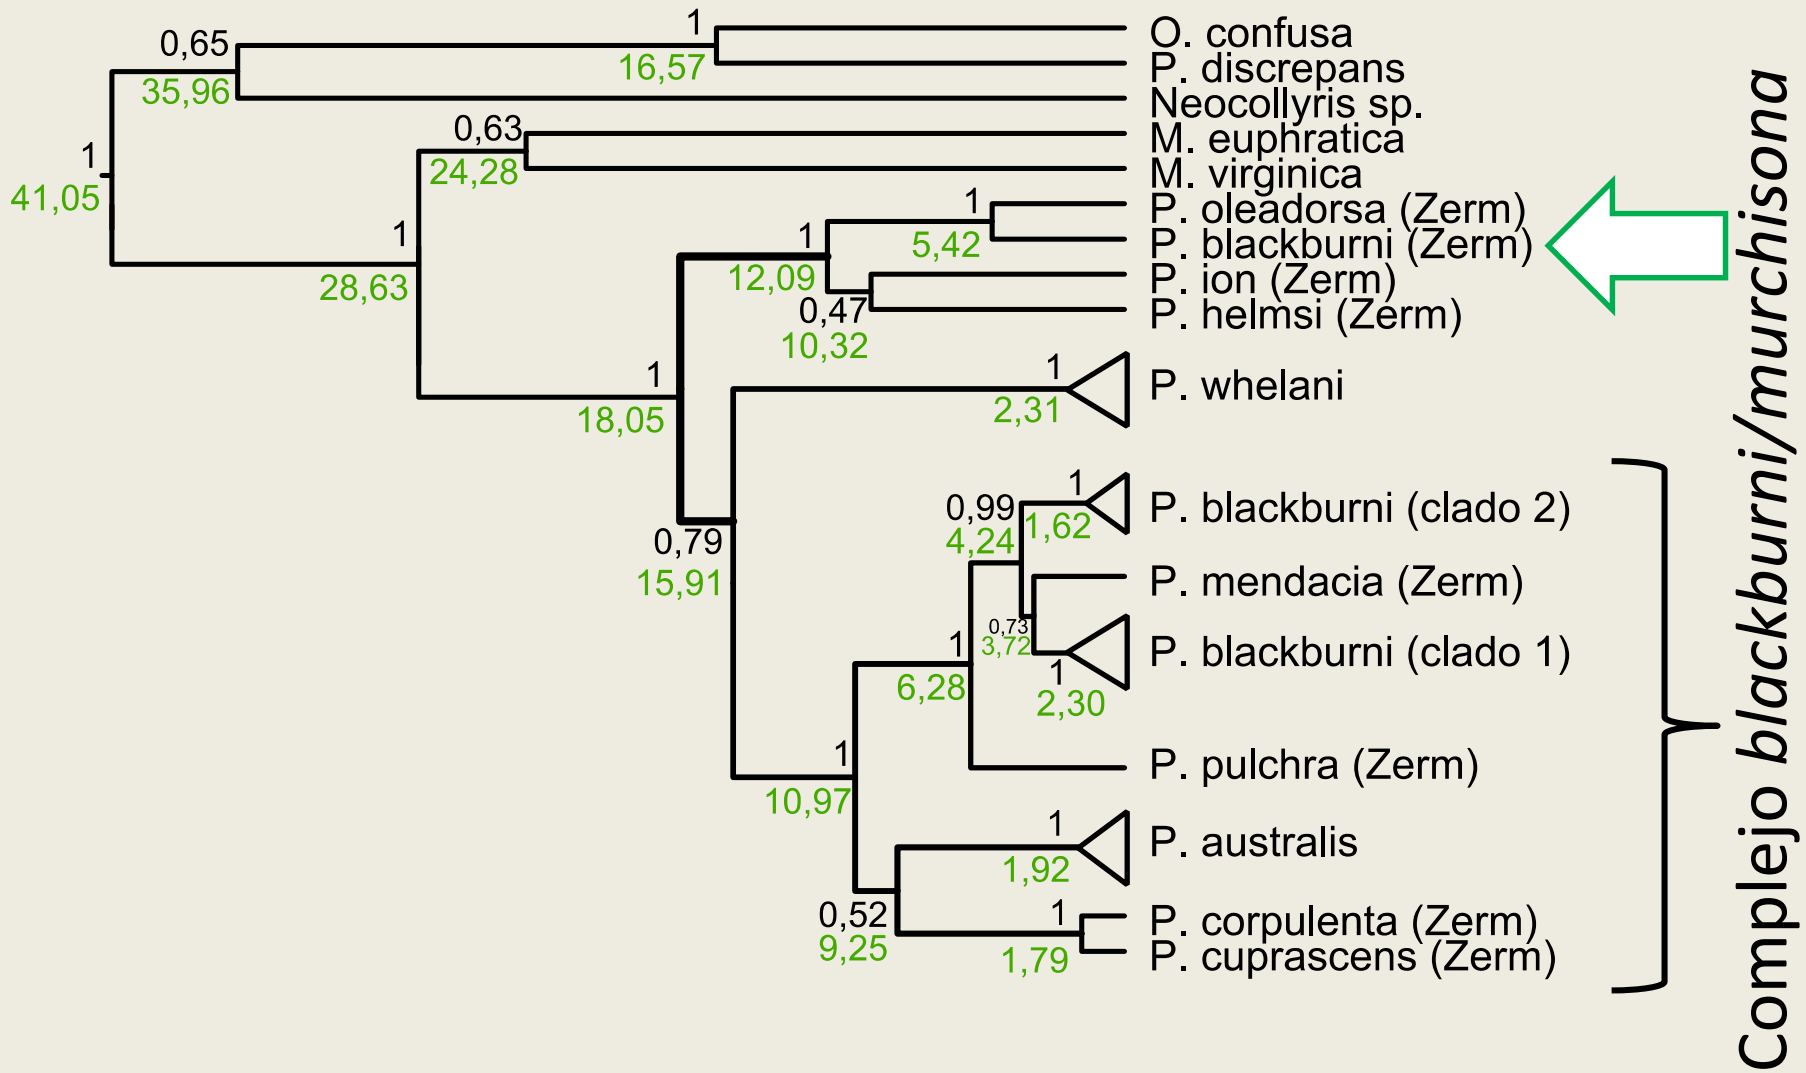 1
O. confusa
0,65
16,57
P. discrepans
35,96
Neocollyris sp.
0,63
M. euphratica
1
24,28
M. virginica
41,05
1
P. oleadorsa (Zerm)
1
1
5,42
P. blackburni (Zerm)
28,63
12,09
P. ion (Zerm)
0,47
P. helmsi (Zerm)
10,32
1
1
P. whelani
18,05
2,31
1
0,99
P. blackburni (clado 2)
1,62
0,79
4,24
15,91
P. mendacia (Zerm)
0,73
1
3,72
P. blackburni (clado 1)
1
6,28
2,30
1
P. pulchra (Zerm)
10,97
1
P. australis
1,92
0,52
1
P. corpulenta (Zerm)
9,25
1,79
P. cuprascens (Zerm)
Complejo blackburni/murchisona